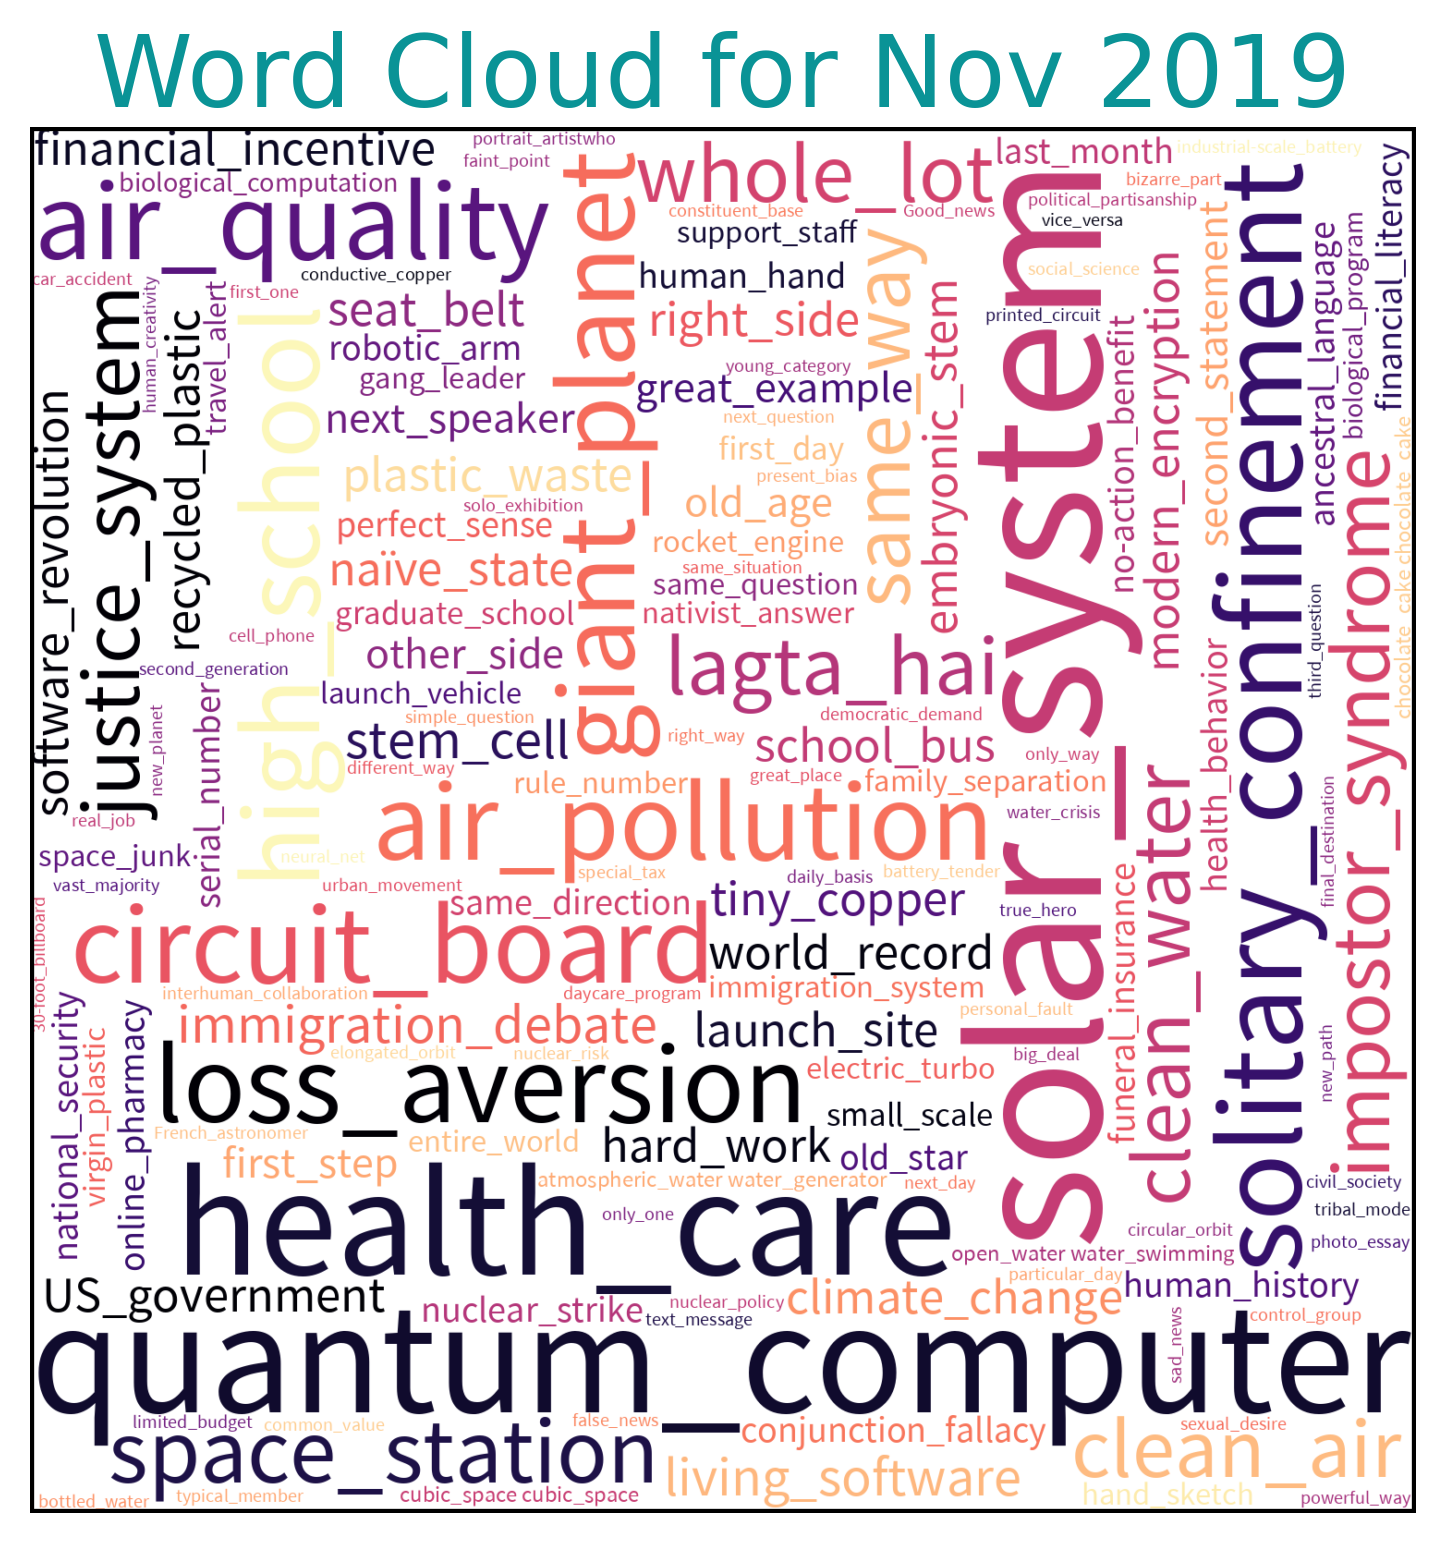 Word Cloud for Nov 2019
financial_incentive
portrait_artistwho
faint_point
whole_lot
last_month
industrial-scale_battery
biological_computation
bizarre_part
air_quality
political_partisanship
constituent_base
Good_news
vice_versa
support_staff
car_accident
conductive_copper
human_hand
social_science
first_one
human_creativity
travel_alert
seat_belt
right_side
printed_circuit
robotic_arm
gang_leader
young_category
great_example
next_speaker
next_question
first_day
plastic_waste
present_bias
solo_exhibition
old_age
perfect_sense
rocket_engine
naïve_state
same_situation
same_question
graduate_school
nativist_answer
cell_phone
other_side
lagta_hai
second_generation
launch_vehicle
simple_question
democratic_demand
stem_cell
right_way
school_bus
only_way
different_way
great_place
rule_number
family_separation
justice_system
software_revolution
recycled_plastic
high_school
giant_planet
same_way
embryonic_stem
solar_system
no-action_benefit
modern_encryption
second_statement
solitary_confinement
ancestral_language
biological_program
financial_literacy
chocolate_cake chocolate_cake
third_question
impostor_syndrome
health_behavior
new_planet
serial_number
real_job
air_pollution
water_crisis
space_junk
neural_net
vast_majority
urban_movement
special_tax
daily_basis
battery_tender
same_direction
tiny_copper
true_hero
30-foot_billboard
circuit_board
world_record
final_destination
clean_water
funeral_insurance
interhuman_collaboration
daycare_program
immigration_system
personal_fault
national_security
virgin_plastic
online_pharmacy
immigration_debate
launch_site
elongated_orbit
nuclear_risk
big_deal
new_path
loss_aversion
electric_turbo
small_scale
French_astronomer
entire_world
hard_work
old_star
first_step
atmospheric_water water_generator
next_day
civil_society
health_care
only_one
tribal_mode
circular_orbit
open_water water_swimming
photo_essay
particular_day
human_history
US_government
nuclear_strike
nuclear_policy
climate_change
text_message
sad_news
control_group
quantum_computer
limited_budget
common_value
false_news
conjunction_fallacy
sexual_desire
space_station
clean_air
living_software
bottled_water
typical_member
cubic_space cubic_space
hand_sketch
powerful_way